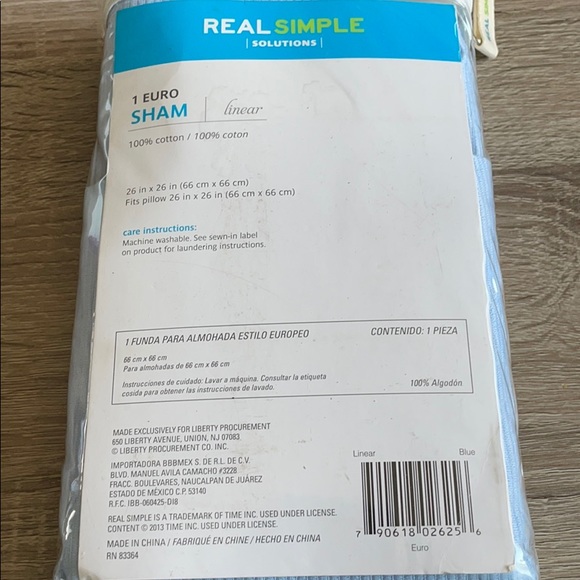 REAL SIMPLE
| SOLUTIONS |
REAL SIMPLE
1 EURO
SHAM | linear
100% cotton / 100% coton
26 in x 26 in (66 cm x 66 cm)
Fits pillow 26 in x 26 in (66 cm x 66 cm)
care instructions:
Machine washable. See sewn-in label
on product for laundering instructions.
1 FUNDA PARA ALMOHADA ESTILO EUROPEO CONTENIDO: 1 PIEZA
66 cm x 66 cm
Para almohadas de 66 cm x 66 cm
Instrucciones de cuidado: Lavar a máquina. Consultar la etiqueta
cosida para obtener las instrucciones de lavado.
100% Algodón
MADE EXCLUSIVELY FOR LIBERTY PROCUREMENT
650 LIBERTY AVENUE, UNION, NJ 07083
© LIBERTY PROCUREMENT CO. INC.
IMPORTADORA BBBMEX S. DE R.L. DE C.V.
BLVD. MANUEL AVILA CAMACHO #3228
FRACC. BOULEVARES, NAUCALPAN DE JUÁREZ
ESTADO DE MÉXICO C.P. 53140
R.F.C. IBB-060425-DI8
REAL SIMPLE IS A TRADEMARK OF TIME INC. USED UNDER LICENSE.
CONTENT © 2013 TIME INC. USED UNDER LICENSE.
MADE IN CHINA / FABRIQUÉ EN CHINE / HECHO EN CHINA
RN 83364
Linear Blue
7 90618 02625 6
Euro